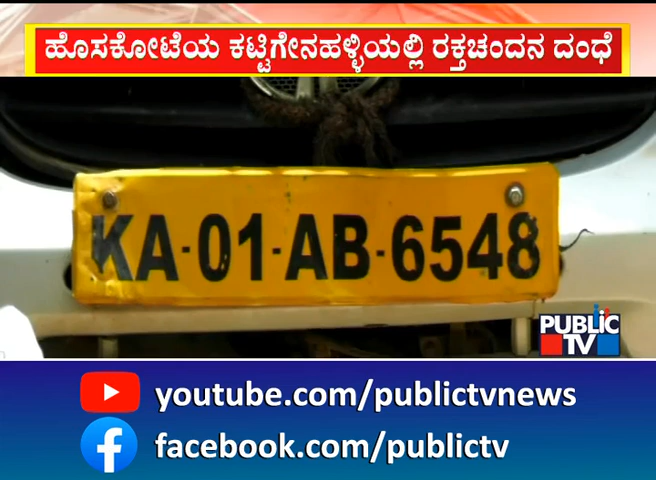 ಹೊಸಕೋಟೆಯ ಕಟ್ಟಿಗೇನಹಳ್ಳಿಯಲ್ಲಿ ರಕ್ತಚಂದನ ದಂಧೆ
KA-01-AB-6548
PUBLiC
TV
youtube.com/publictvnews
facebook.com/publictv